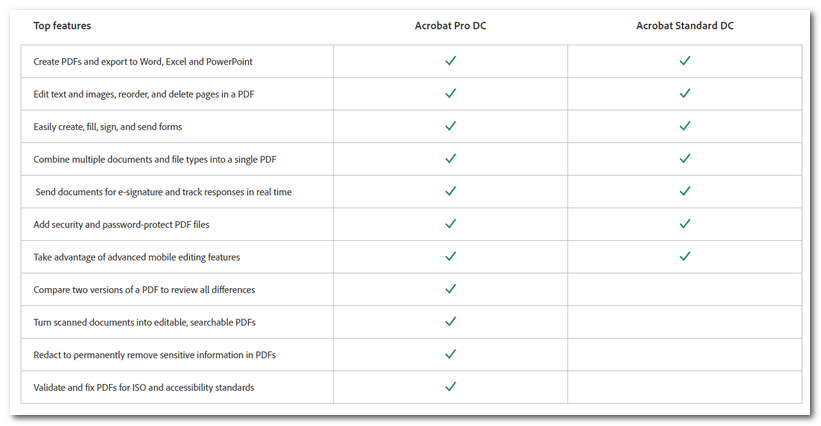 Top features Acrobat Pro DC Acrobat Standard DC
Create PDFs and export to Word, Excel and PowerPoint
Edit text and images, reorder, and delete pages in a PDF
Easily create, fill, sign, and send forms
Combine multiple documents and file types into a single PDF
Send documents for e-signature and track responses in real time
Add security and password-protect PDF files
Take advantage of advanced mobile editing features
Compare two versions of a PDF to review all differences
Turn scanned documents into editable, searchable PDFs
Redact to permanently remove sensitive information in PDFs
Validate and fix PDFs for ISO and accessibility standards